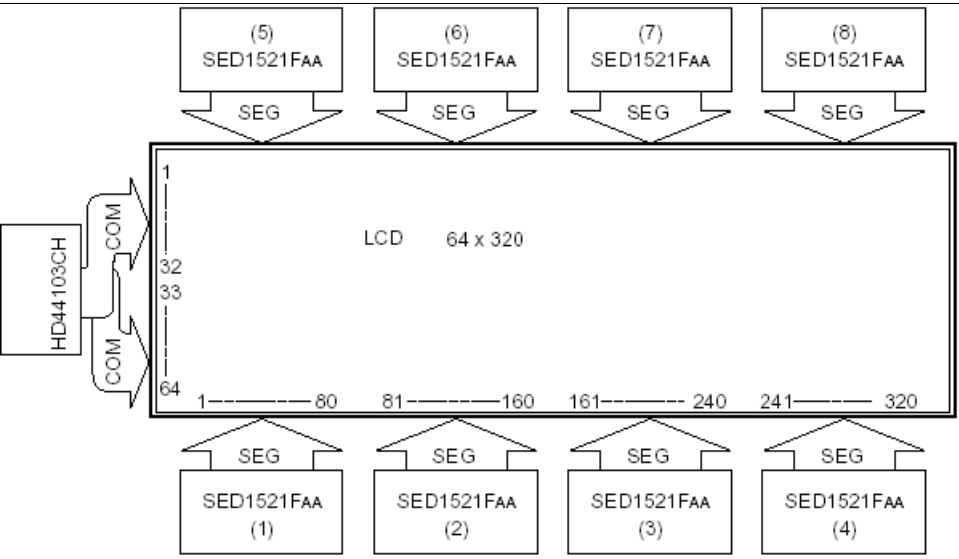 (5) (6) (7) (8)
SED1521FAA SED1521FAA SED1521FAA SED1521FAA
SEG SEG SEG SEG
1
COM
LCD 64 x 320
HD44103CH
32
33
COM
64
1 80 81 160 161 240 241 320
SEG SEG SEG SEG
SED1521FAA SED1521FAA SED1521FAA SED1521FAA
(1) (2) (3) (4)